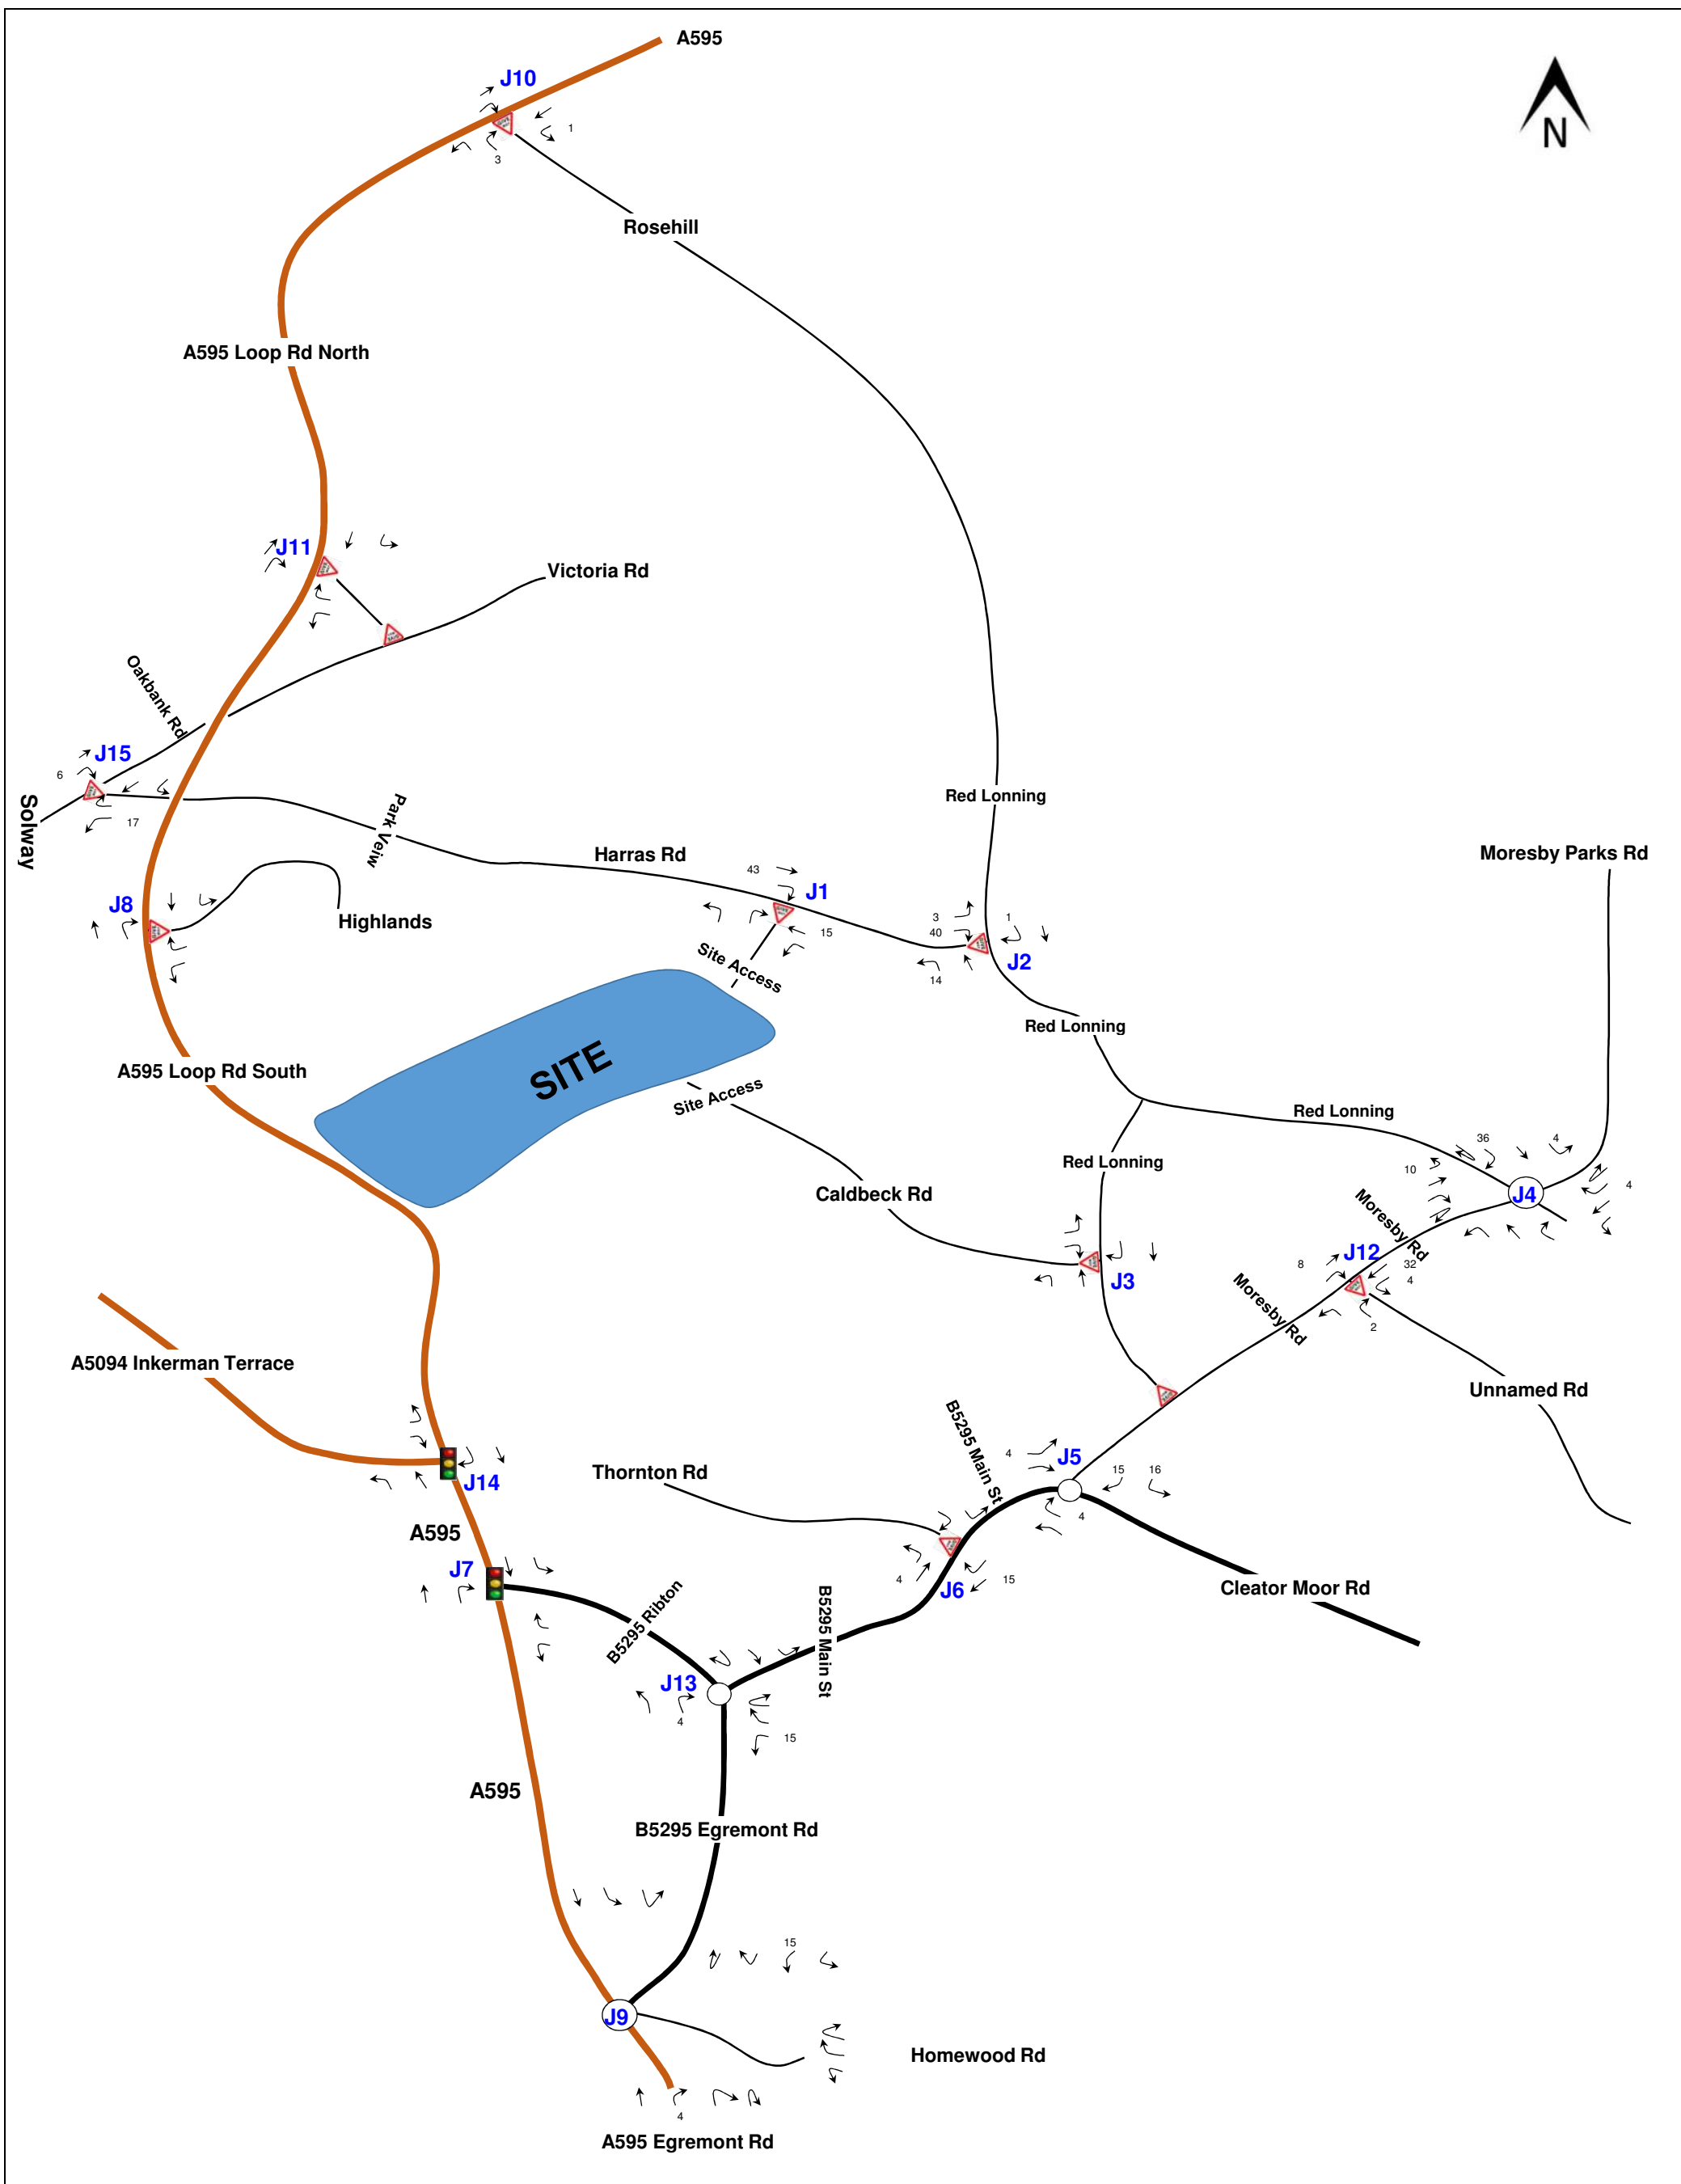 A595
J10
N
1
3
Rosehill
A595 Loop Rd North
J11
Victoria Rd
Oakbank Rd
J15
6
17
Solway
Park Veiw
Red Lonning
Harras Rd
Moresby Parks Rd
43
J1
J8
Highlands
15
3
40
1
14
J2
Site Access
Red Lonning
SITE
A595 Loop Rd South
Site Access
Red Lonning
36
4
10
Red Lonning
4
J4
Caldbeck Rd
Moresby Rd
J12
8
32
4
2
J3
Moresby Rd
A5094 Inkerman Terrace
Unnamed Rd
B5295 Main St
4
J5
15
16
4
Thornton Rd
J14
A595
J7
4
J6
15
Cleator Moor Rd
B5295 Ribton
B5295 Main St
J13
4
15
A595
B5295 Egremont Rd
15
J9
Homewood Rd
4
A595 Egremont Rd